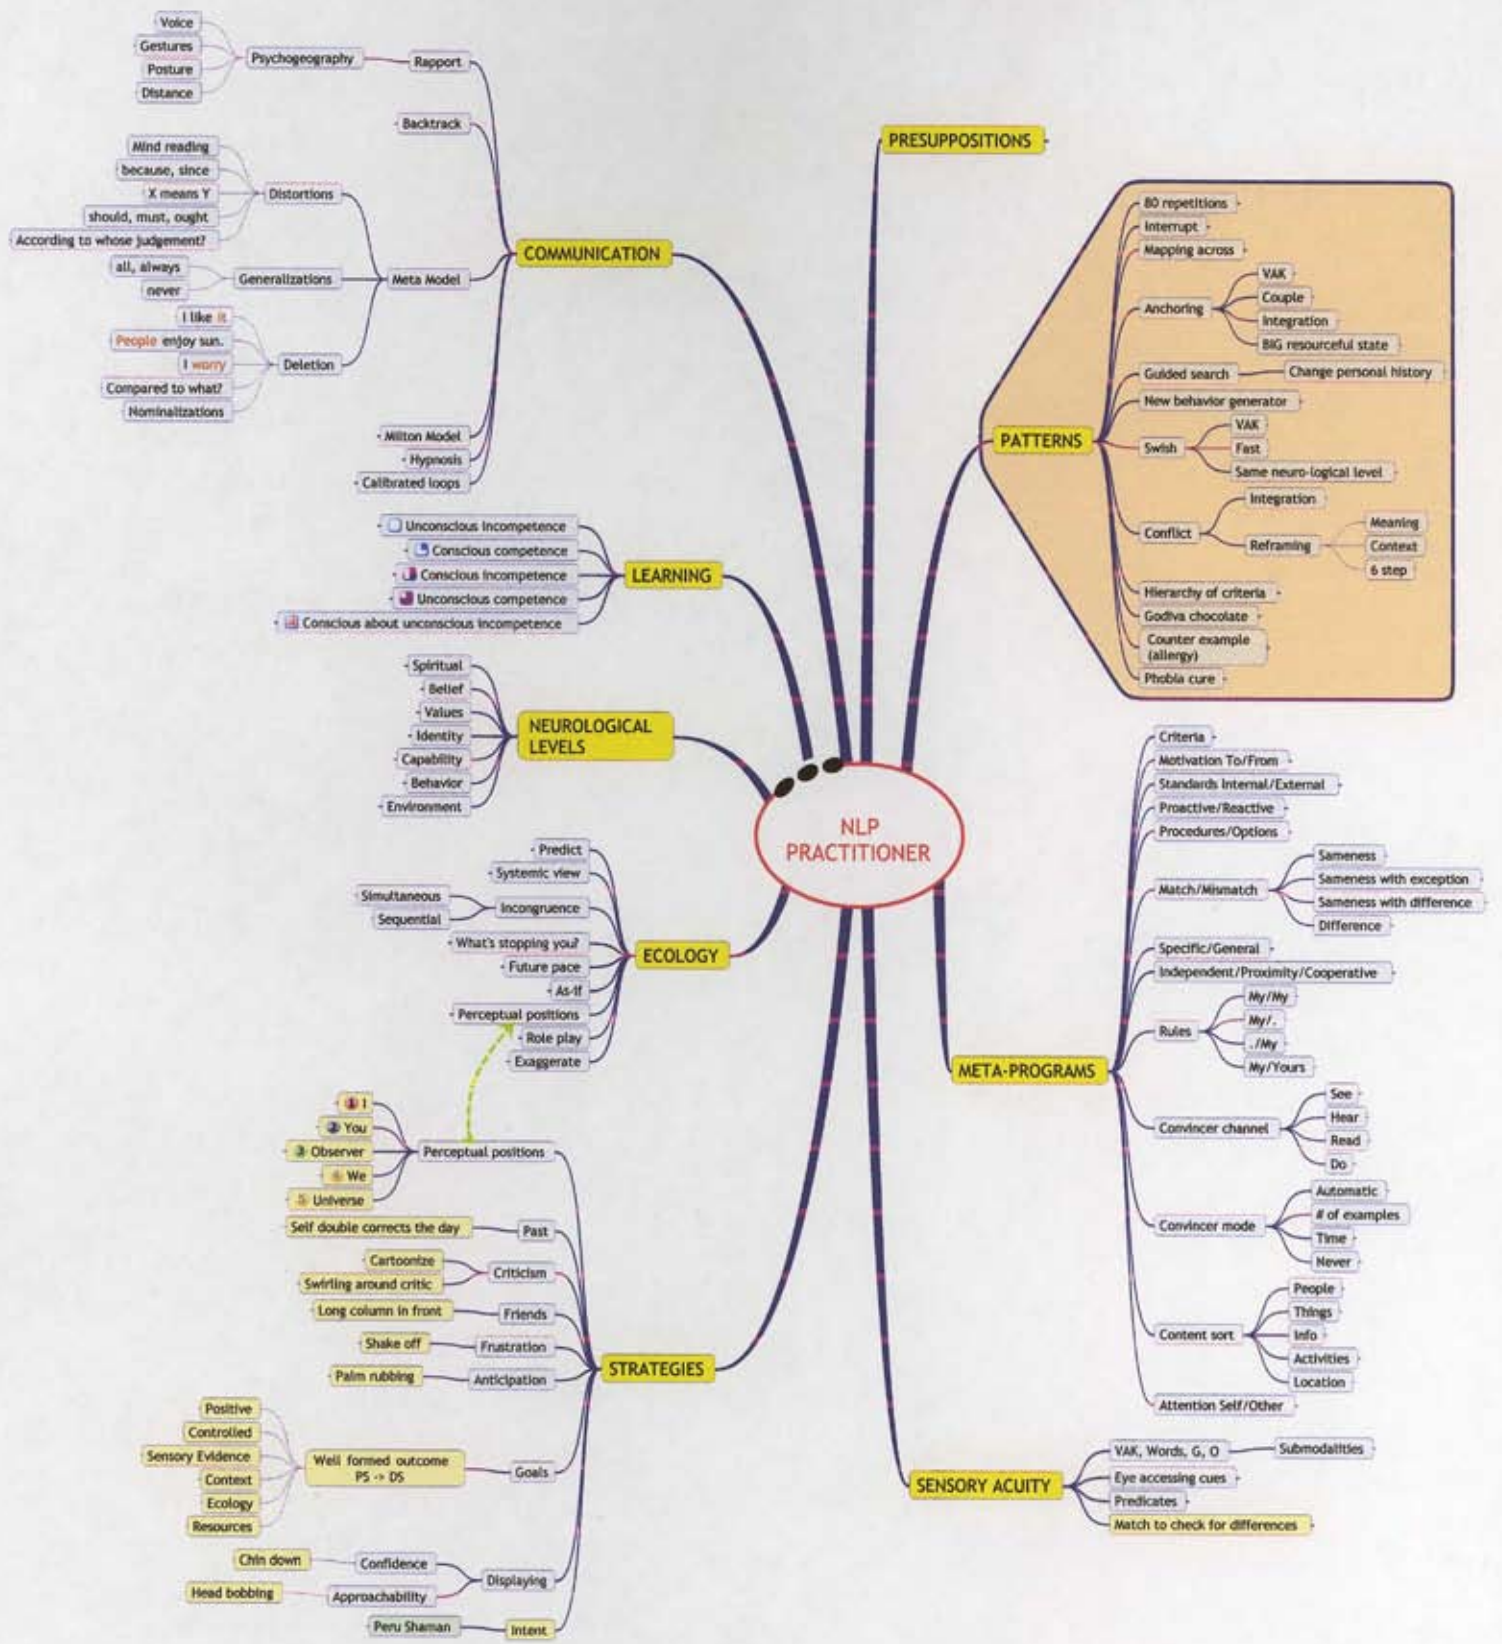 NLP
PRACTITIONER
COMMUNICATION
Rapport
Psychogeography
Voice
Gestures
Posture
Distance
Backtrack
Meta Model
Distortions
Mind reading
because, since
X means Y
should, must, ought
According to whose judgement?
Generalizations
all, always
never
Deletion
I like it
People enjoy sun.
I worry
Compared to what?
Nominalizations
Milton Model
Hypnosis
Calibrated loops
LEARNING
Unconscious incompetence
Conscious competence
Conscious incompetence
Unconscious competence
Conscious about unconscious incompetence
NEUROLOGICAL
LEVELS
Spiritual
Belief
Values
Identity
Capability
Behavior
Environment
ECOLOGY
Predict
Systemic view
Incongruence
Simultaneous
Sequential
What's stopping you?
Future pace
As-if
Perceptual positions
Role play
Exaggerate
STRATEGIES
Perceptual positions
1 I
2 You
3 Observer
4 We
5 Universe
Past
Self double corrects the day
Criticism
Cartoonize
Swirling around critic
Friends
Long column in front
Frustration
Shake off
Anticipation
Palm rubbing
Goals
Well formed outcome
PS -> DS
Positive
Controlled
Sensory Evidence
Context
Ecology
Resources
Displaying
Confidence
Chin down
Approachability
Head bobbing
Intent
Peru Shaman
PRESUPPOSITIONS
PATTERNS
80 repetitions
Interrupt
Mapping across
Anchoring
VAK
Couple
Integration
BIG resourceful state
Guided search
Change personal history
New behavior generator
Swish
VAK
Fast
Same neuro-logical level
Conflict
Integration
Reframing
Meaning
Context
6 step
Hierarchy of criteria
Godiva chocolate
Counter example
(allergy)
Phobia cure
META-PROGRAMS
Criteria
Motivation To/From
Standards Internal/External
Proactive/Reactive
Procedures/Options
Match/Mismatch
Sameness
Sameness with exception
Sameness with difference
Difference
Specific/General
Independent/Proximity/Cooperative
Rules
My/My
My/.
./My
My/Yours
Convincer channel
See
Hear
Read
Do
Convincer mode
Automatic
# of examples
Time
Never
Content sort
People
Things
Info
Activities
Location
Attention Self/Other
SENSORY ACUITY
VAK, Words, G, O
Submodalities
Eye accessing cues
Predicates
Match to check for differences